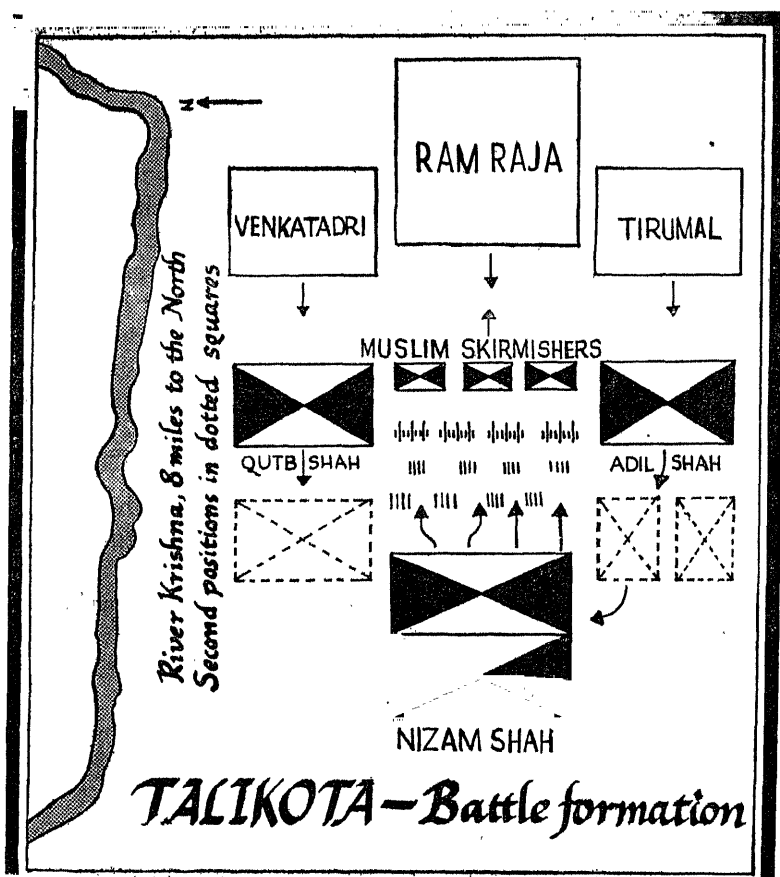 N
RAM RAJA
VENKATADRI
TIRUMAL
River Krishna, 8 miles to the North
Second positions in dotted squares
MUSLIM SKIRMISHERS
QUTB SHAH
ADIL SHAH
NIZAM SHAH
TALIKOTA – Battle formation